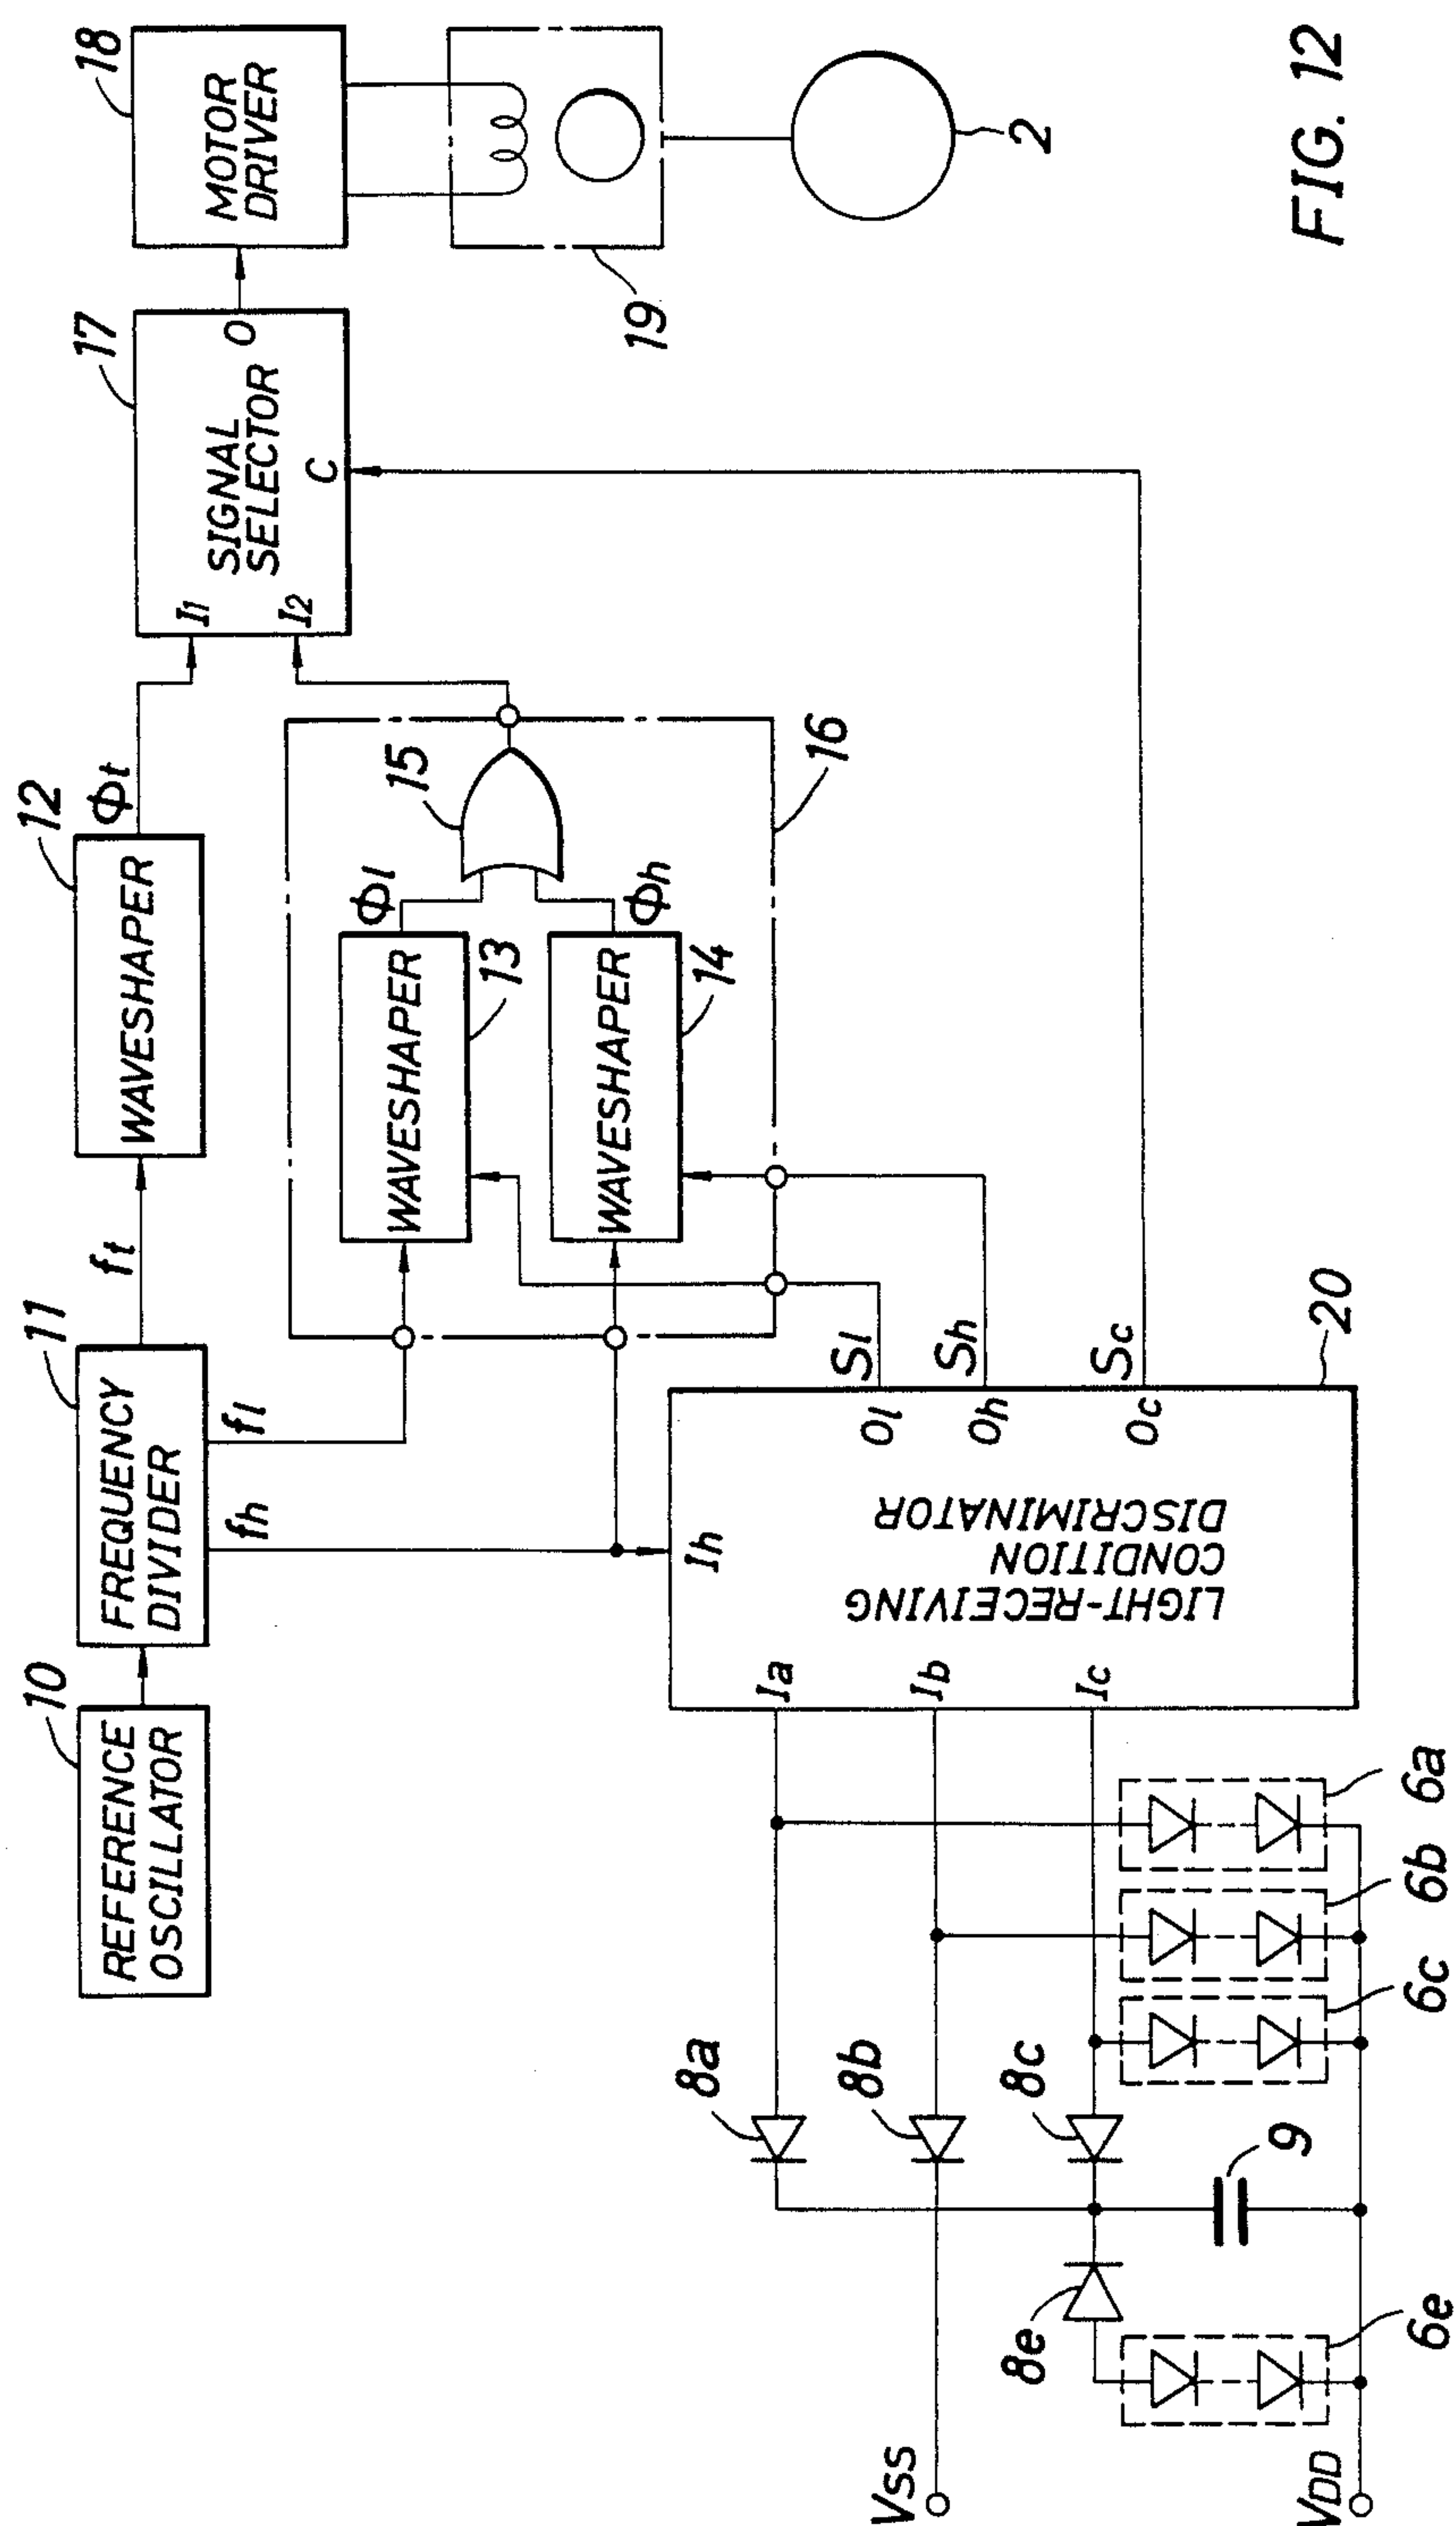 10
REFERENCE
OSCILLATOR
11
FREQUENCY
DIVIDER
ft
fl
fh
12
WAVESHAPER
Φt
17
I1
I2
SIGNAL
SELECTOR
O
C
18
MOTOR
DRIVER
19
2
WAVESHAPER
13
Φl
WAVESHAPER
14
Φh
15
16
LIGHT-RECEIVING
CONDITION
DISCRIMINATOR
Ih
Ia
Ib
Ic
Ol
Oh
Oc
Sl
Sh
Sc
20
8a
8b
8c
8e
9
6a
6b
6c
6e
VSS
VDD
FIG. 12